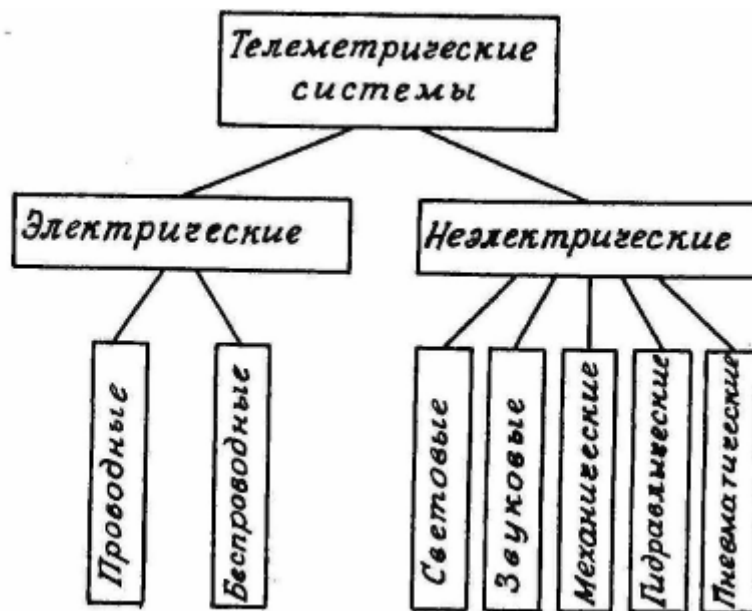 Телеметрические
системы
Электрические
Неэлектрические
Проводные
Беспроводные
Световые
Звуковые
Механические
Гидравлические
Пневматические